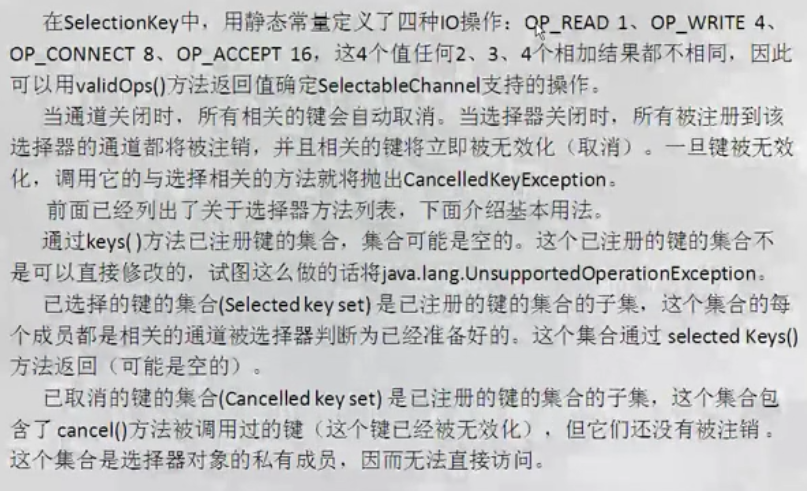 在SelectionKey中，用静态常量定义了四种IO操作：OP_READ 1、OP_WRITE 4、
OP_CONNECT 8、OP_ACCEPT 16，这4个值任何2、3、4个相加结果都不相同，因此
可以用validOps()方法返回值确定SelectableChannel支持的操作。
当通道关闭时，所有相关的键会自动取消。当选择器关闭时，所有被注册到该
选择器的通道都将被注销，并且相关的键将立即被无效化（取消）。一旦键被无效
化，调用它的与选择相关的方法就将抛出CancelledKeyException。
前面已经列出了关于选择器方法列表，下面介绍基本用法。
通过keys( )方法已注册键的集合，集合可能是空的。这个已注册的键的集合不
是可以直接修改的，试图这么做的话将java.lang.UnsupportedOperationException。
已选择的键的集合(Selected key set) 是已注册的键的集合的子集，这个集合的每
个成员都是相关的通道被选择器判断为已经准备好的。这个集合通过 selected Keys()
方法返回（可能是空的）。
已取消的键的集合(Cancelled key set) 是已注册的键的集合的子集，这个集合包
含了 cancel()方法被调用过的键（这个键已经被无效化），但它们还没有被注销 。
这个集合是选择器对象的私有成员，因而无法直接访问。